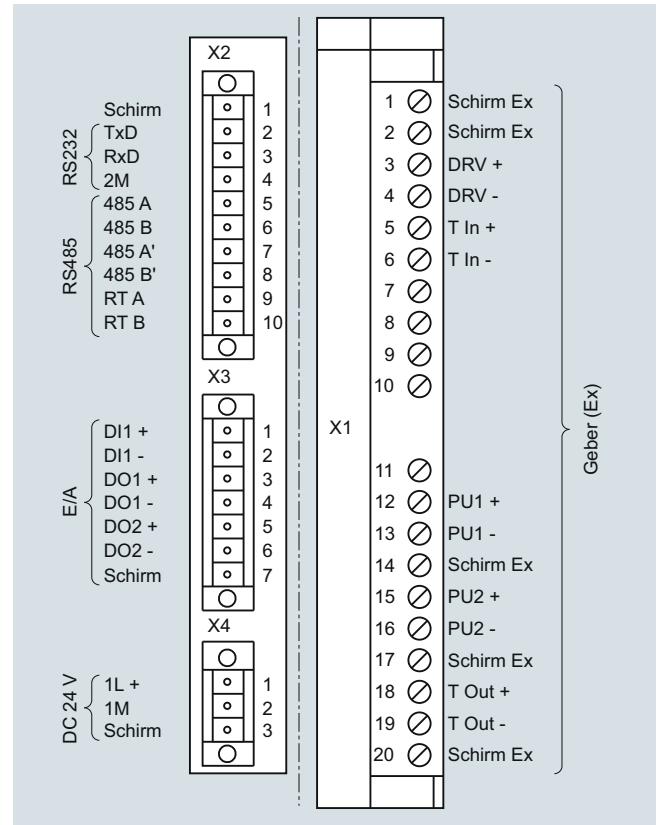 X2
RS232
Schirm 1
TxD 2
RxD 3
2M 4
RS485
485 A 5
485 B 6
485 A' 7
485 B' 8
RT A 9
RT B 10
X3
E/A
DI1 + 1
DI1 - 2
DO1 + 3
DO1 - 4
DO2 + 5
DO2 - 6
Schirm 7
X4
DC 24 V
1L + 1
1M 2
Schirm 3
X1
1 Schirm Ex
2 Schirm Ex
3 DRV +
4 DRV -
5 T In +
6 T In -
7
8
9
10
11
12 PU1 +
13 PU1 -
14 Schirm Ex
15 PU2 +
16 PU2 -
17 Schirm Ex
18 T Out +
19 T Out -
20 Schirm Ex
Geber (Ex)